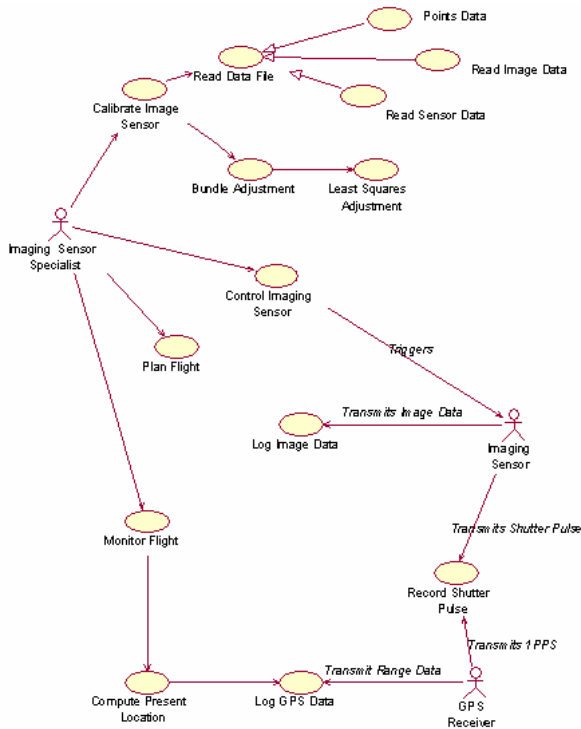 Points Data
Read Data File
Read Image Data
Calibrate Image
Sensor
Read Sensor Data
Bundle Adjustment
Least Squares
Adjustment
Imaging Sensor
Specialist
Control Imaging
Sensor
Triggers
Plan Flight
Transmits Image Data
Log Image Data
Imaging
Sensor
Transmits Shutter Pulse
Monitor Flight
Record Shutter
Pulse
Transmits 1 PPS
Transmit Range Data
Compute Present
Location
Log GPS Data
GPS
Receiver